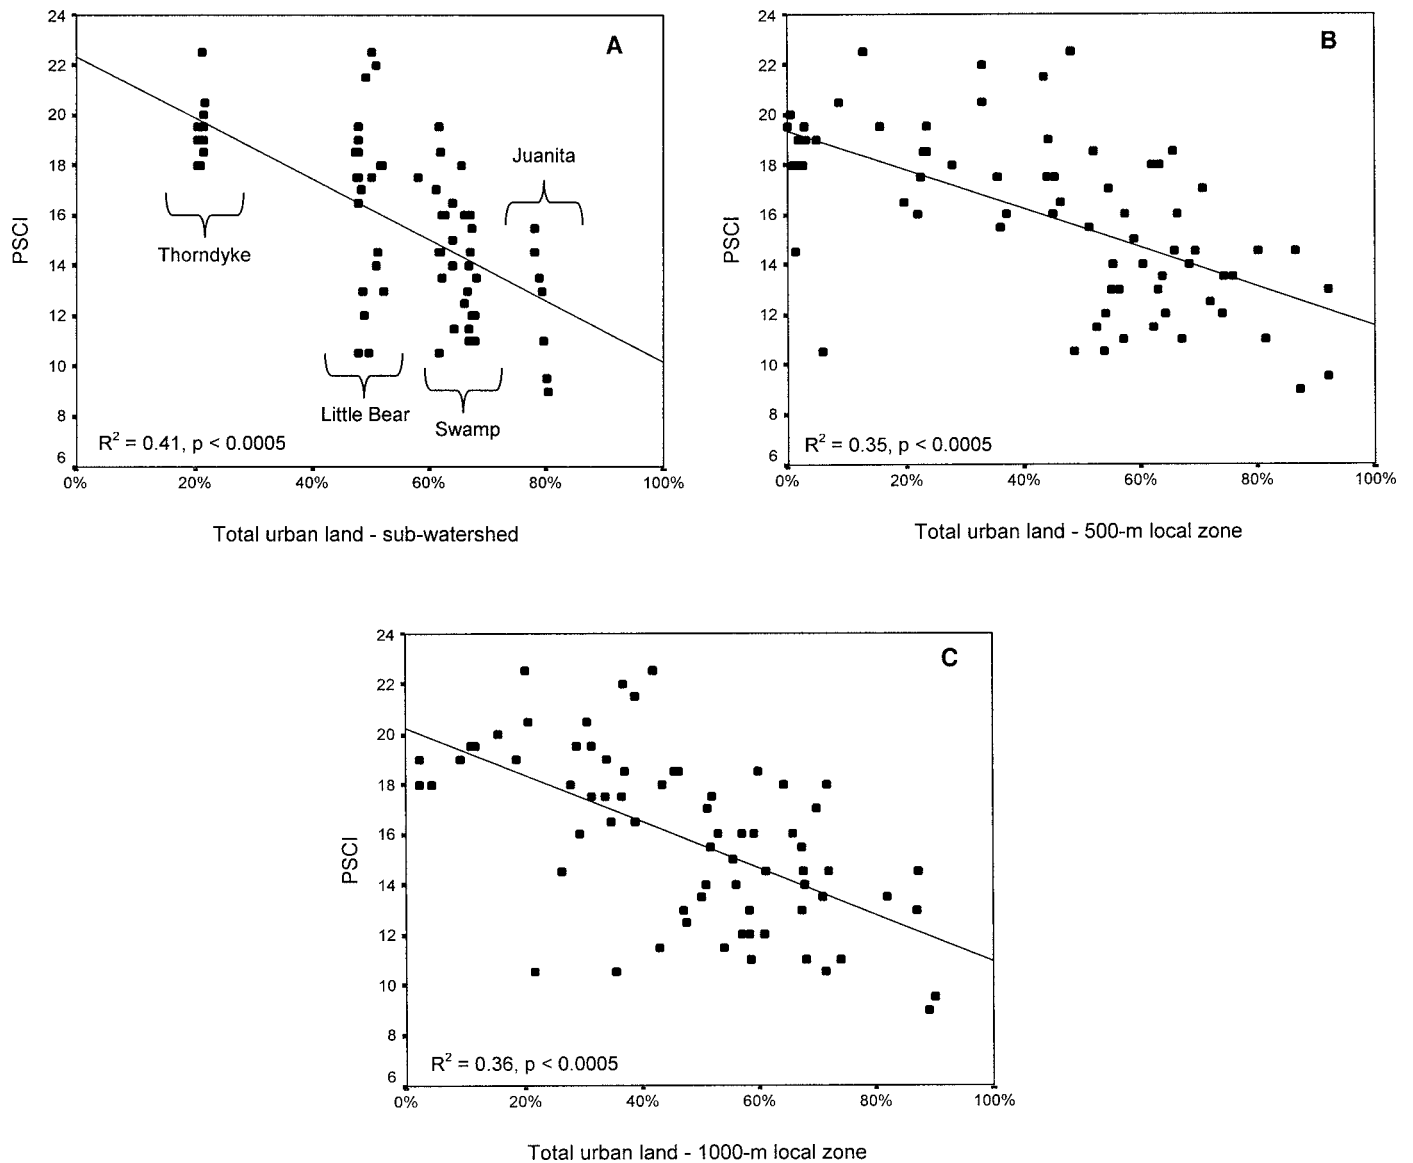 A
24
22
20
18
16
14
12
10
8
6
PSCI
Thorndyke
Juanita
Little Bear
Swamp
R² = 0.41, p < 0.0005
0% 20% 40% 60% 80% 100%
Total urban land - sub-watershed
B
24
22
20
18
16
14
12
10
8
6
PSCI
R² = 0.35, p < 0.0005
0% 20% 40% 60% 80% 100%
Total urban land - 500-m local zone
C
24
22
20
18
16
14
12
10
8
6
PSCI
R² = 0.36, p < 0.0005
0% 20% 40% 60% 80% 100%
Total urban land - 1000-m local zone